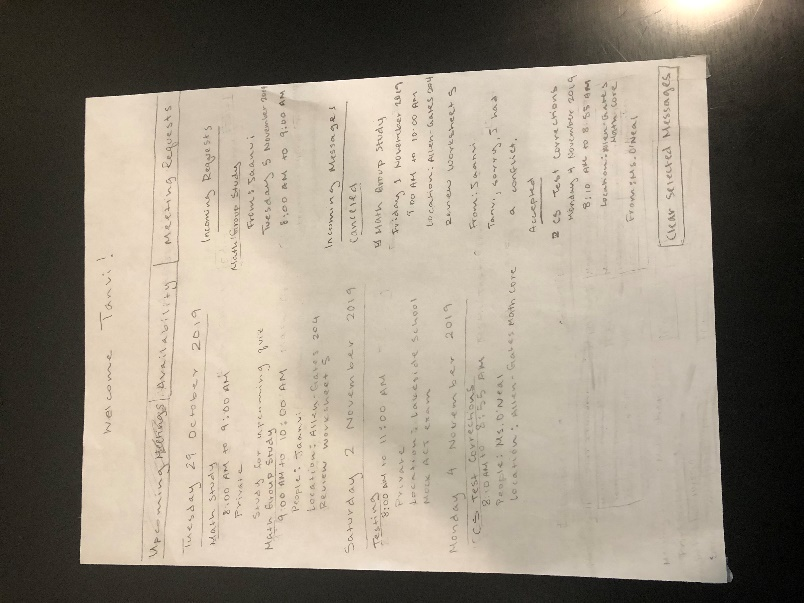 Welcome Tanvi!
Upcoming Meetings | Availability | Meeting Requests
Tuesday 29 October 2019
Math Study
8:00 AM to 9:00 AM
Private
Study for upcoming quiz
Math Group Study
9:00 AM to 10:00 AM
People: Jaanvi
Location: Allen-Gates 204
Review Worksheet 5
Saturday 2 November 2019
Testing
8:00 AM to 11:00 AM
Private
Location: Lakeside School
Mock ACT exam
Monday 4 November 2019
CS Test Corrections
8:10 AM to 8:55 AM
People: Ms. O'Neal
Location: Allen-Gates Math Core
Incoming Requests
Math Group Study
From: Jaanvi
Tuesday 5 November 2019
8:00 AM to 9:00 AM
Incoming Messages
Canceled
Math Group Study
Friday 1 November 2019
9:00 AM to 10:00 AM
Location: Allen-Gates 204
Review Worksheet 5
From: Jaanvi
Tanvi, sorry, I had
a conflict.
Accepted
CS Test Corrections
Monday 4 November 2019
8:10 AM to 8:55 AM
Location: Allen-Gates
Math Core
From: Ms. O'Neal
Clear Selected Messages